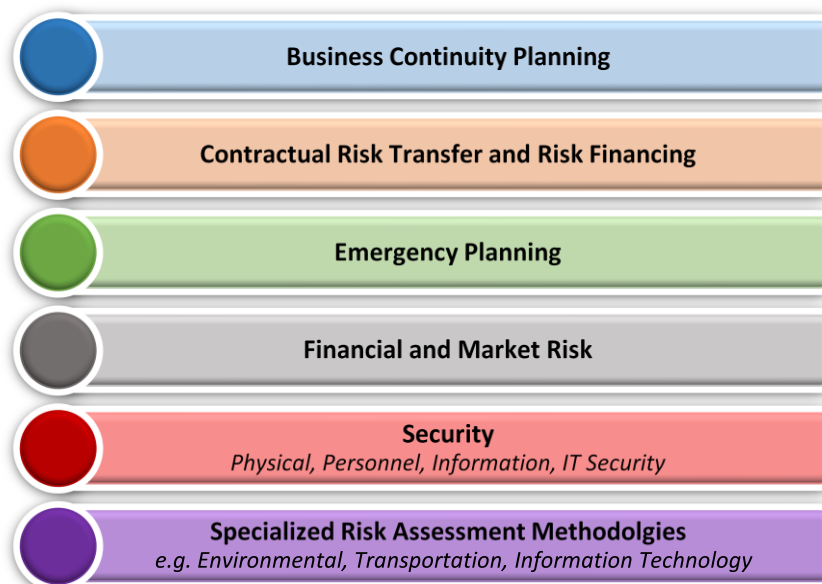 Business Continuity Planning
Contractual Risk Transfer and Risk Financing
Emergency Planning
Financial and Market Risk
Security
Physical, Personnel, Information, IT Security
Specialized Risk Assessment Methodolgies
e.g. Environmental, Transportation, Information Technology